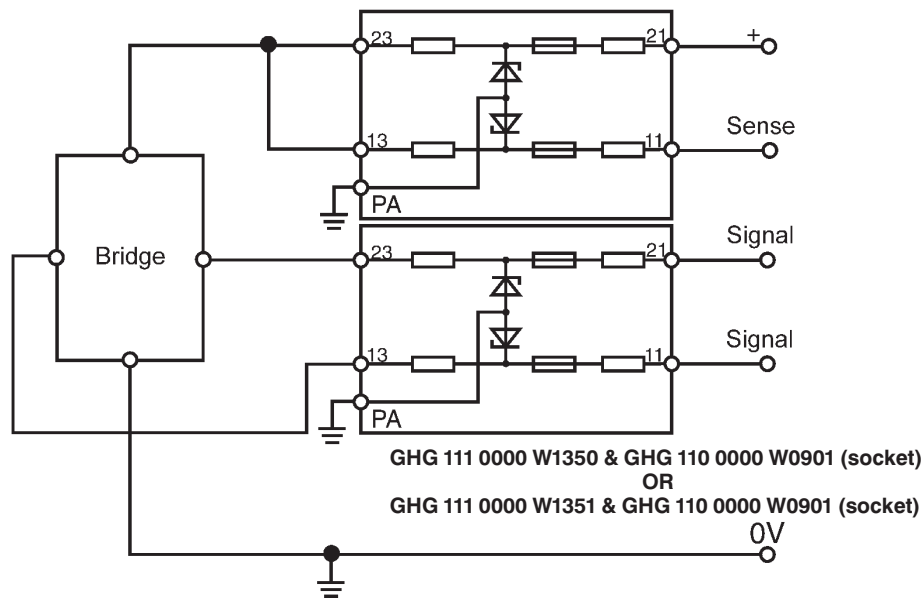 23
21
+
13
11
Sense
PA
Bridge
23
21
Signal
13
11
Signal
PA
GHG 111 0000 W1350 & GHG 110 0000 W0901 (socket)
OR
GHG 111 0000 W1351 & GHG 110 0000 W0901 (socket)
0V